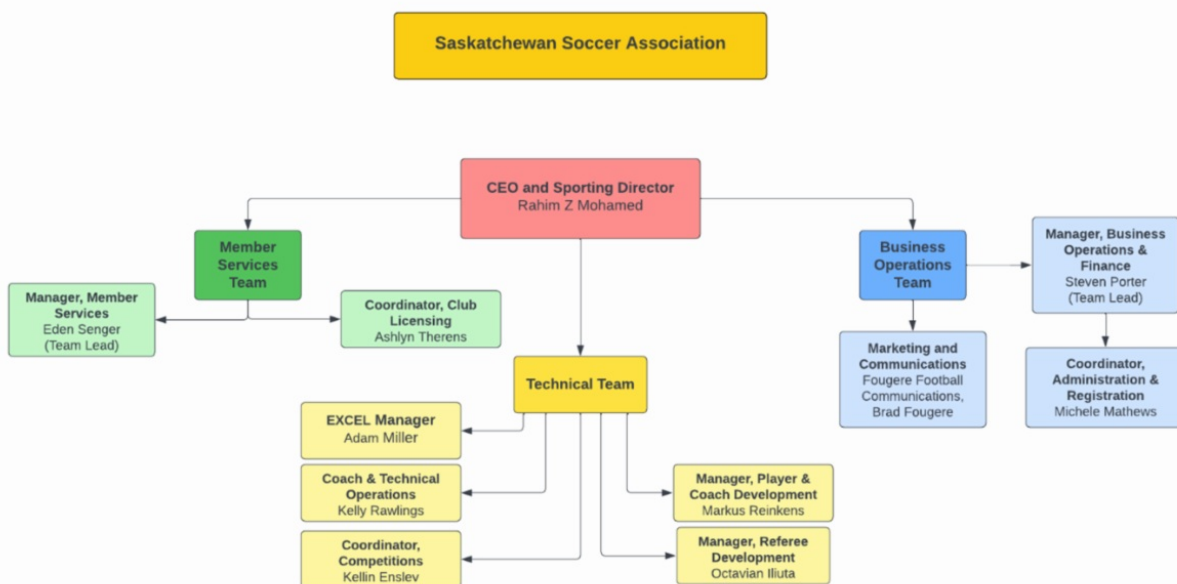 Saskatchewan Soccer Association
CEO and Sporting Director
Rahim Z Mohamed
Member
Services
Team
Manager, Member
Services
Eden Senger
(Team Lead)
Coordinator, Club
Licensing
Ashlyn Therens
Business
Operations
Team
Manager, Business
Operations &
Finance
Steven Porter
(Team Lead)
Marketing and
Communications
Fougere Football
Communications,
Brad Fougere
Coordinator,
Administration &
Registration
Michele Mathews
Technical Team
EXCEL Manager
Adam Miller
Coach & Technical
Operations
Kelly Rawlings
Coordinator,
Competitions
Kellin Ensley
Manager, Player &
Coach Development
Markus Reinkens
Manager, Referee
Development
Octavian Iliuta